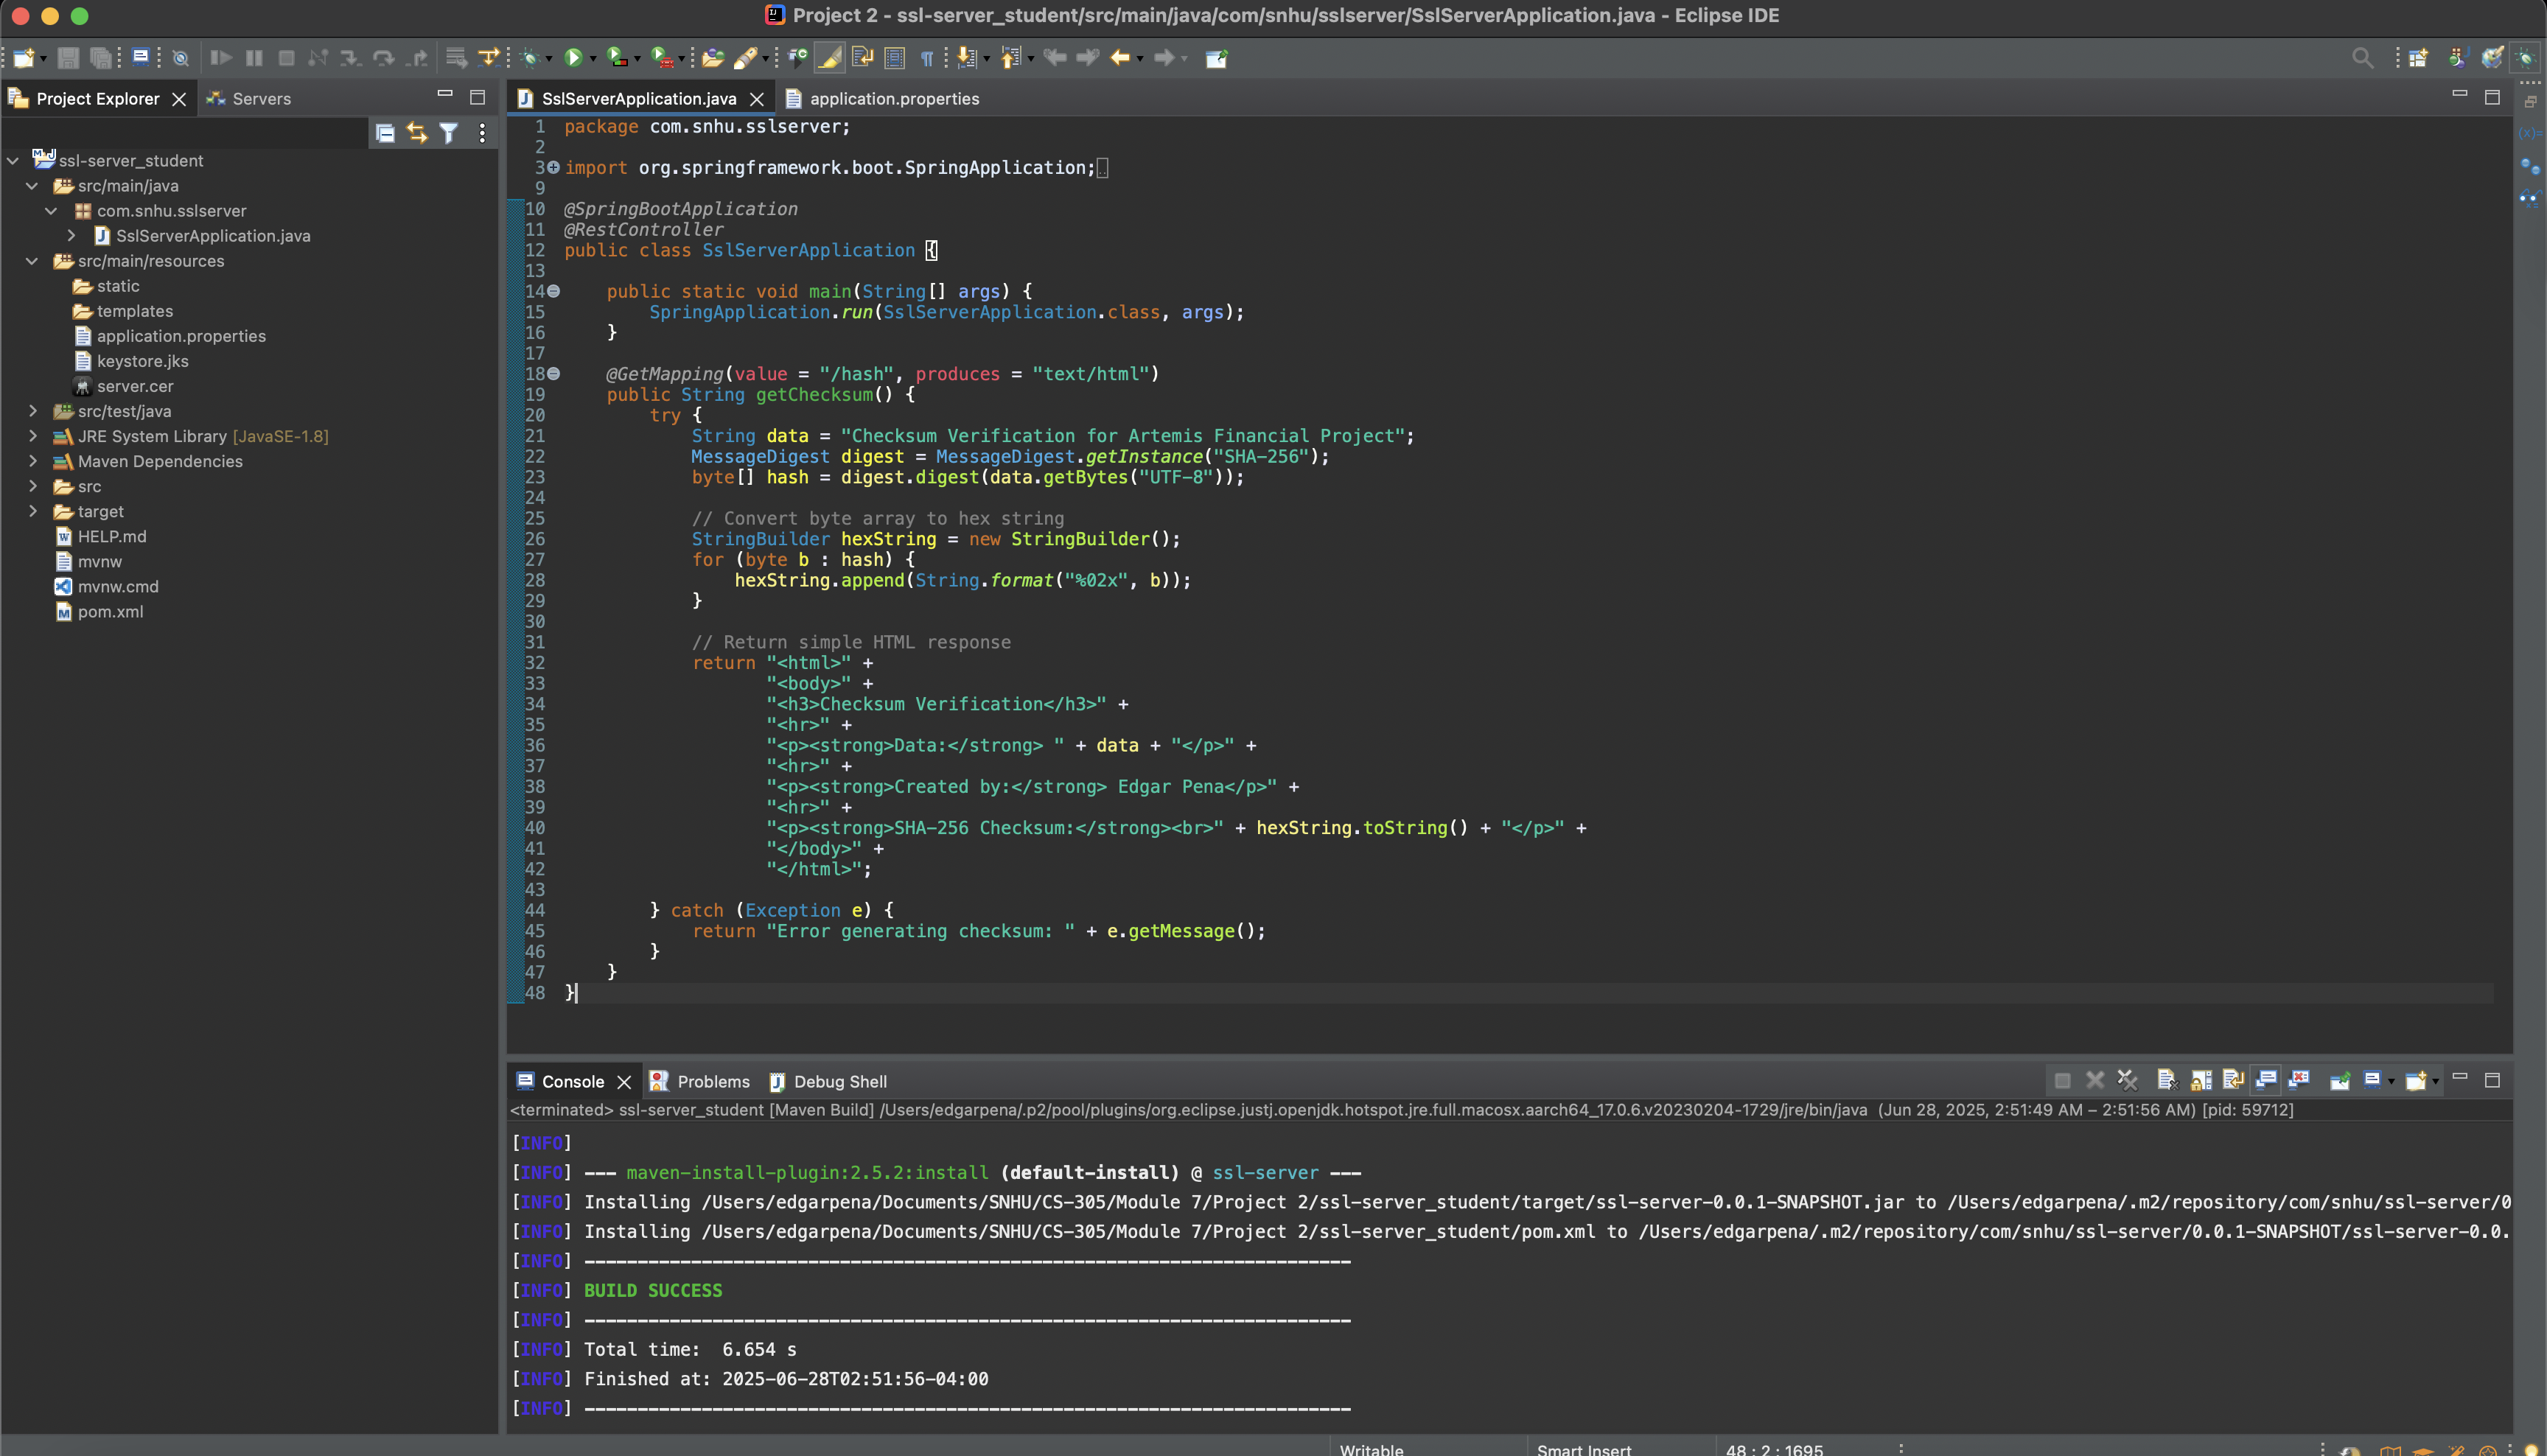 Project 2 - ssl-server_student/src/main/java/com/snhu/sslserver/SslServerApplication.java - Eclipse IDE
Project Explorer
Servers
ssl-server_student
src/main/java
com.snhu.sslserver
SslServerApplication.java
src/main/resources
static
templates
application.properties
keystore.jks
server.cer
src/test/java
JRE System Library [JavaSE-1.8]
Maven Dependencies
src
target
HELP.md
mvnw
mvnw.cmd
pom.xml
SslServerApplication.java
application.properties
1 package com.snhu.sslserver;
2
3 import org.springframework.boot.SpringApplication;
9
10 @SpringBootApplication
11 @RestController
12 public class SslServerApplication {
13
14     public static void main(String[] args) {
15         SpringApplication.run(SslServerApplication.class, args);
16     }
17
18     @GetMapping(value = "/hash", produces = "text/html")
19     public String getChecksum() {
20         try {
21             String data = "Checksum Verification for Artemis Financial Project";
22             MessageDigest digest = MessageDigest.getInstance("SHA-256");
23             byte[] hash = digest.digest(data.getBytes("UTF-8"));
24
25             // Convert byte array to hex string
26             StringBuilder hexString = new StringBuilder();
27             for (byte b : hash) {
28                 hexString.append(String.format("%02x", b));
29             }
30
31             // Return simple HTML response
32             return "<html>" +
33                    "<body>" +
34                    "<h3>Checksum Verification</h3>" +
35                    "<hr>" +
36                    "<p><strong>Data:</strong> " + data + "</p>" +
37                    "<hr>" +
38                    "<p><strong>Created by:</strong> Edgar Pena</p>" +
39                    "<hr>" +
40                    "<p><strong>SHA-256 Checksum:</strong><br>" + hexString.toString() + "</p>" +
41                    "</body>" +
42                    "</html>";
43
44         } catch (Exception e) {
45             return "Error generating checksum: " + e.getMessage();
46         }
47     }
48 }
Console
Problems
Debug Shell
<terminated> ssl-server_student [Maven Build] /Users/edgarpena/.p2/pool/plugins/org.eclipse.justj.openjdk.hotspot.jre.full.macosx.aarch64_17.0.6.v20230204-1729/jre/bin/java (Jun 28, 2025, 2:51:49 AM – 2:51:56 AM) [pid: 59712]
[INFO]
[INFO] --- maven-install-plugin:2.5.2:install (default-install) @ ssl-server ---
[INFO] Installing /Users/edgarpena/Documents/SNHU/CS-305/Module 7/Project 2/ssl-server_student/target/ssl-server-0.0.1-SNAPSHOT.jar to /Users/edgarpena/.m2/repository/com/snhu/ssl-server/0
[INFO] Installing /Users/edgarpena/Documents/SNHU/CS-305/Module 7/Project 2/ssl-server_student/pom.xml to /Users/edgarpena/.m2/repository/com/snhu/ssl-server/0.0.1-SNAPSHOT/ssl-server-0.0.
[INFO] ------------------------------------------------------------------------
[INFO] BUILD SUCCESS
[INFO] ------------------------------------------------------------------------
[INFO] Total time:  6.654 s
[INFO] Finished at: 2025-06-28T02:51:56-04:00
[INFO] ------------------------------------------------------------------------
Writable
Smart Insert
48 : 2 : 1695